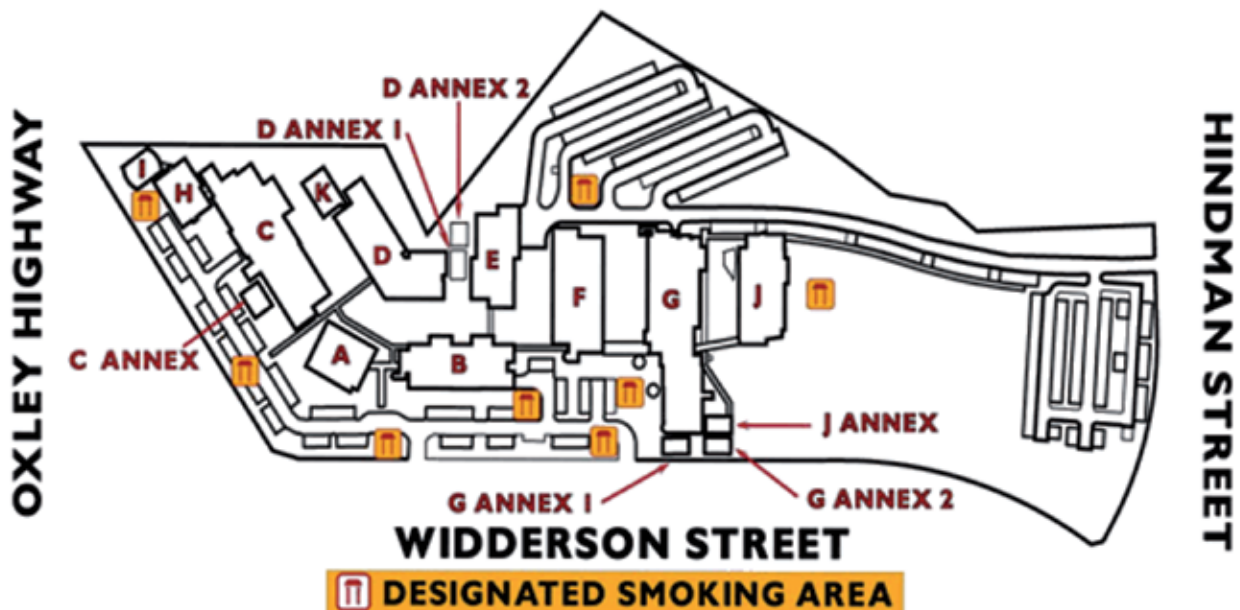 D ANNEX 2
D ANNEX 1
OXLEY HIGHWAY
HINDMAN STREET
I
H
K
C
D
E
F
G
J
A
B
C ANNEX
J ANNEX
G ANNEX 1
G ANNEX 2
WIDDERSON STREET
DESIGNATED SMOKING AREA